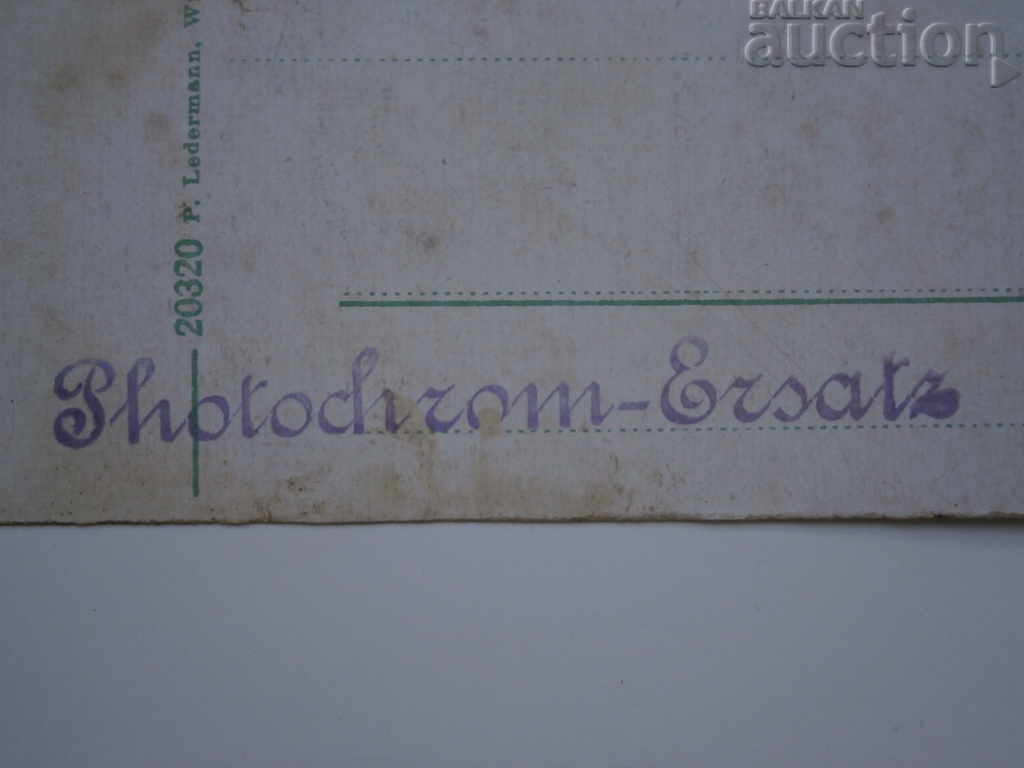 BALKAN
auction
20320 P. Ledermann, W
Photochrom-Ersatz